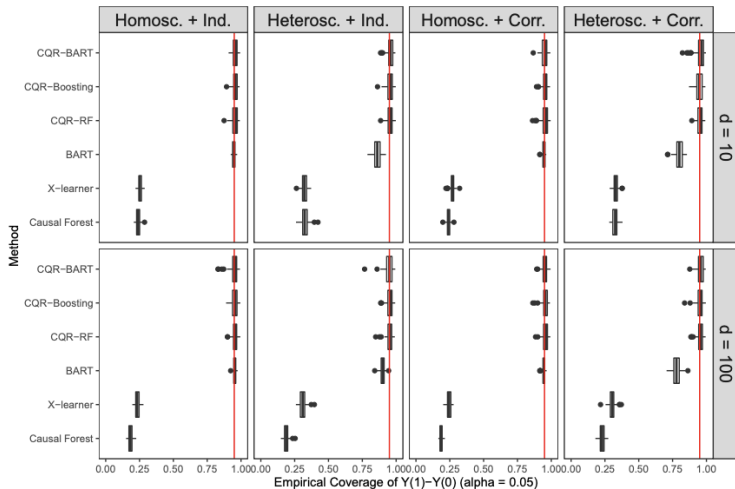 Homosc. + Ind. Heterosc. + Ind. Homosc. + Corr. Heterosc. + Corr.
CQR−BART
CQR−Boosting
CQR−RF
BART
X−learner
Causal Forest
d = 10
Method
CQR−BART
CQR−Boosting
CQR−RF
BART
X−learner
Causal Forest
d = 100
0.00 0.25 0.50 0.75 1.00 0.00 0.25 0.50 0.75 1.00 0.00 0.25 0.50 0.75 1.00 0.00 0.25 0.50 0.75 1.00
Empirical Coverage of Y(1)−Y(0) (alpha = 0.05)